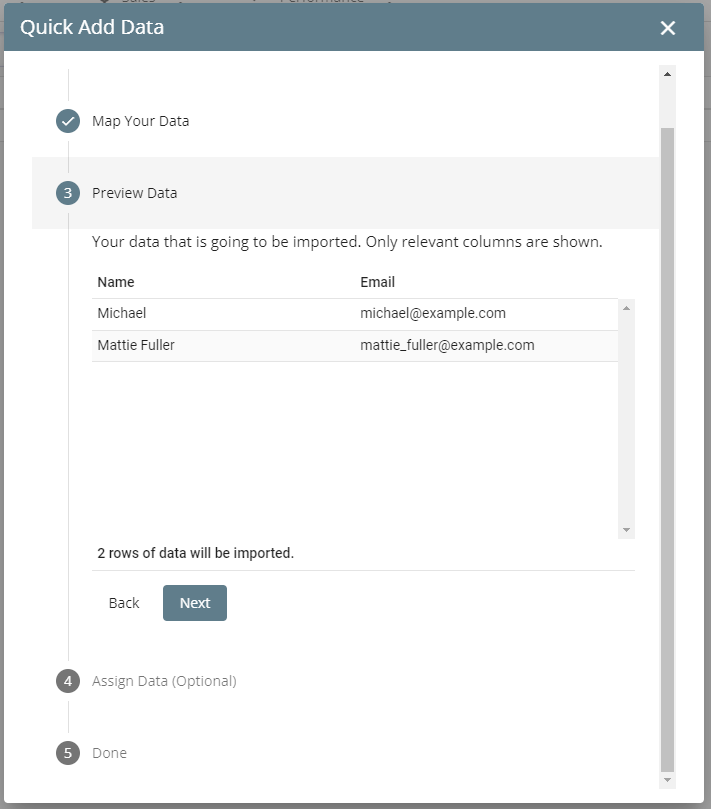 Quick Add Data
Map Your Data
3 Preview Data
Your data that is going to be imported. Only relevant columns are shown.
Name Email
Michael michael@example.com
Mattie Fuller mattie_fuller@example.com
2 rows of data will be imported.
Back Next
4 Assign Data (Optional)
5 Done